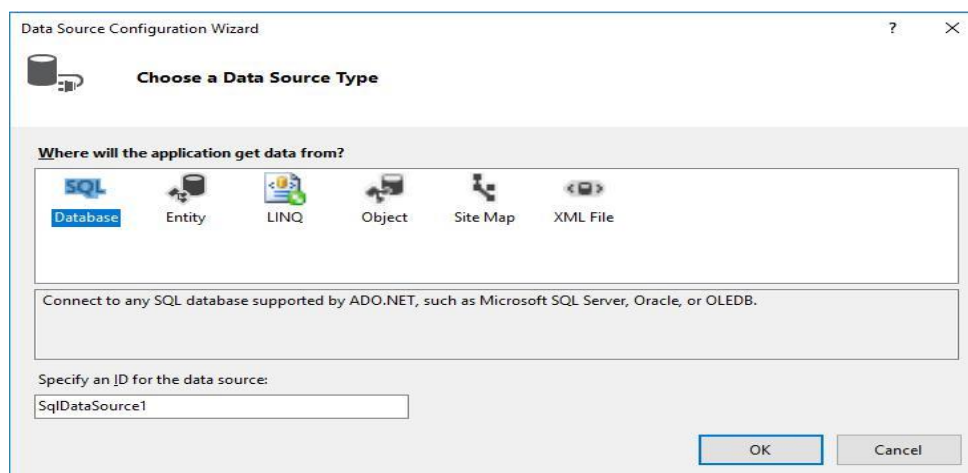 Data Source Configuration Wizard ? ×
Choose a Data Source Type
Where will the application get data from?
SQL
Database Entity LINQ Object Site Map XML File
Connect to any SQL database supported by ADO.NET, such as Microsoft SQL Server, Oracle, or OLEDB.
Specify an ID for the data source:
SqlDataSource1
OK Cancel